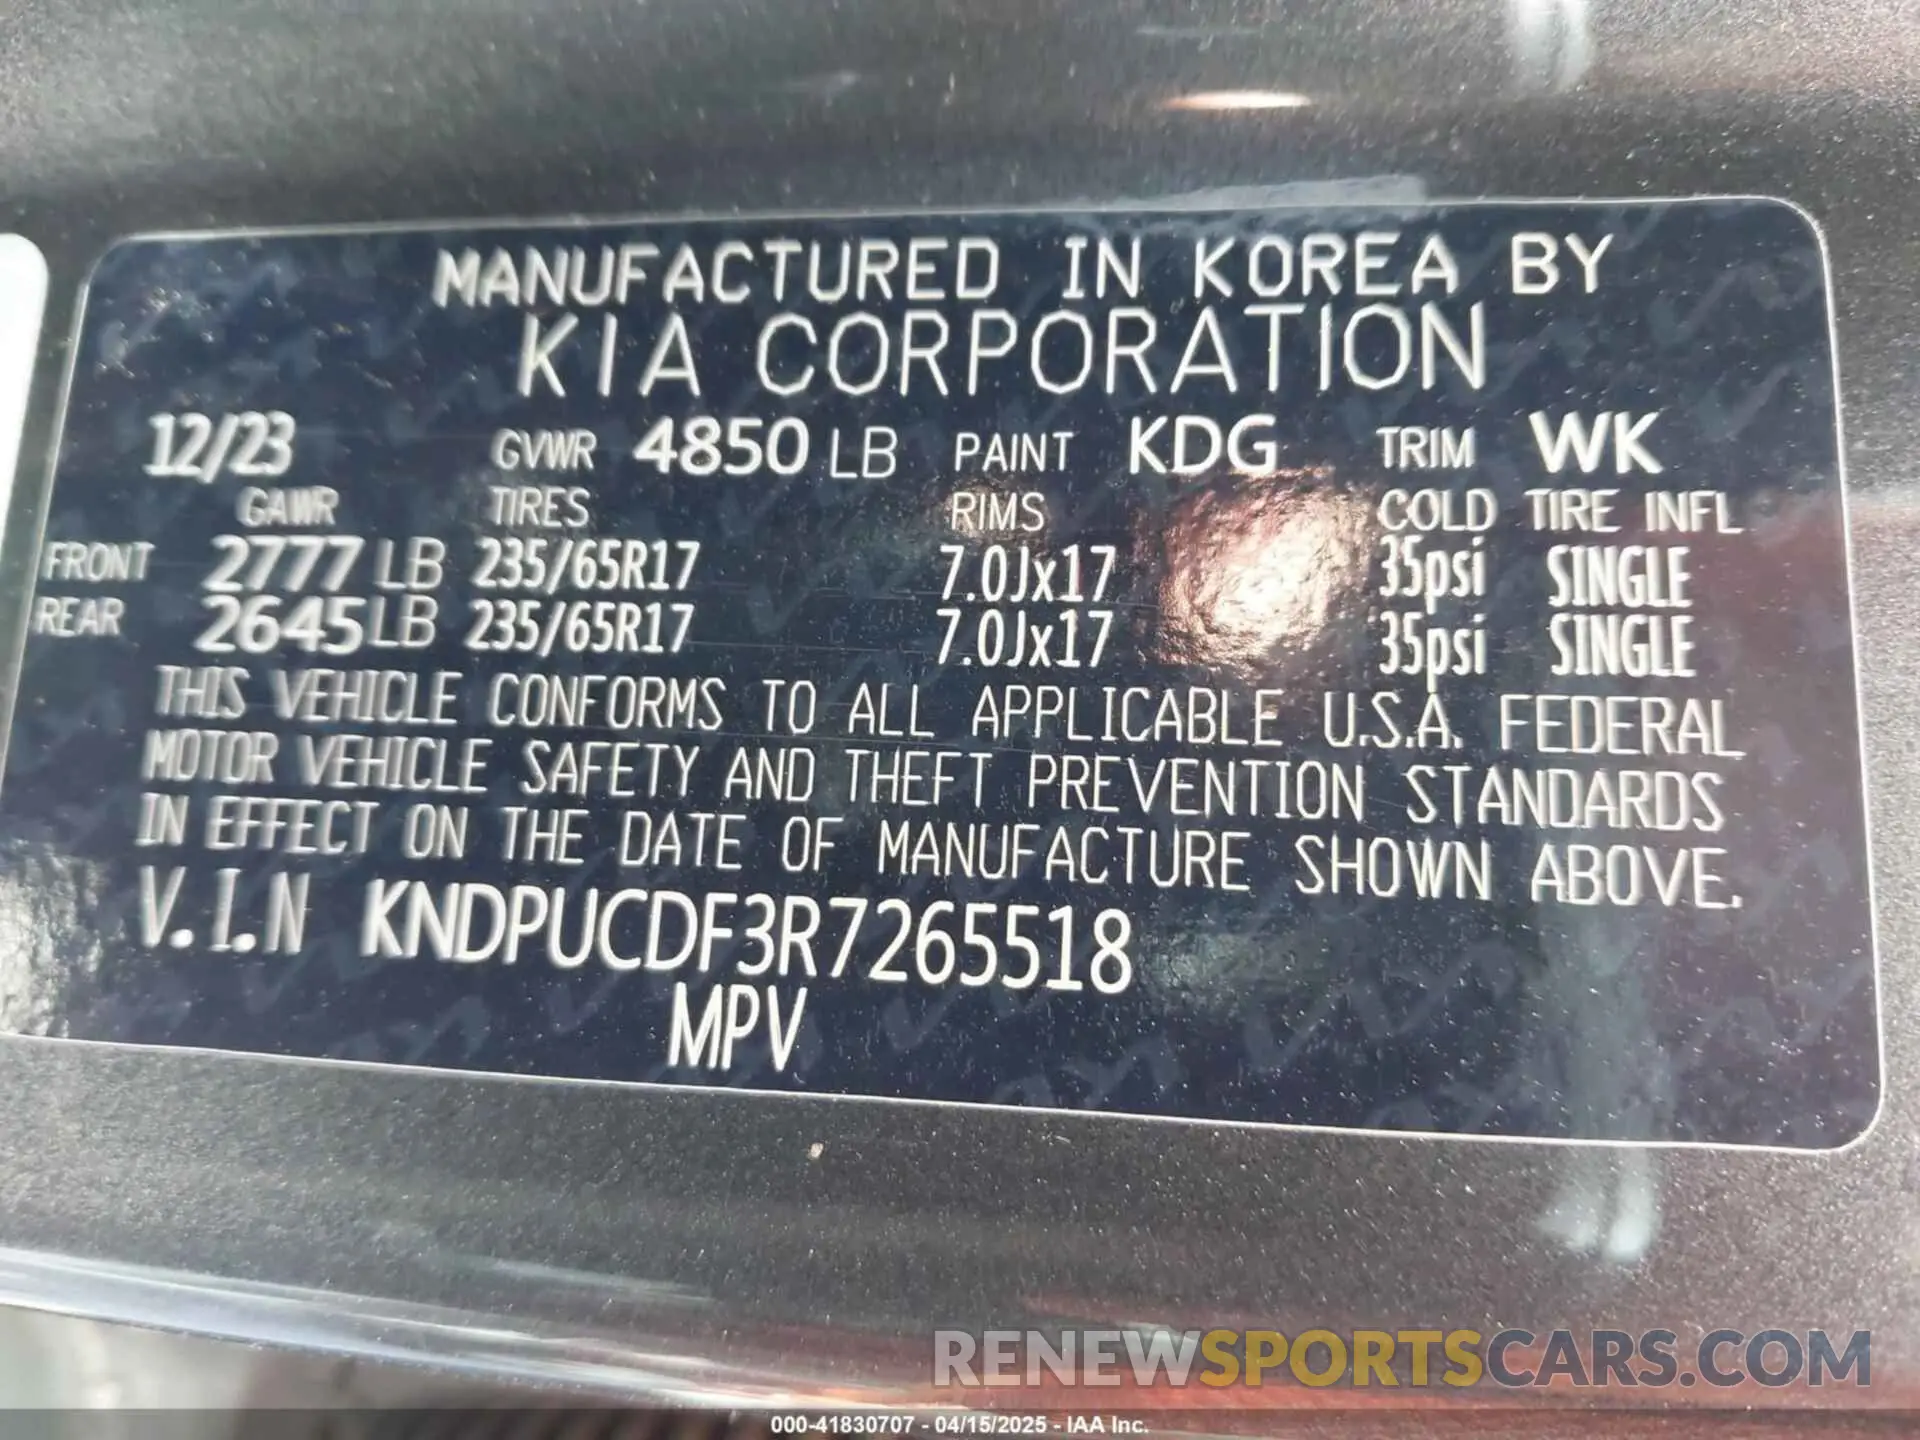 MANUFACTURED IN KOREA BY
KIA CORPORATION
12/23 GVWR 4850 LB PAINT KDG TRIM WK
GAWR TIRES RIMS COLD TIRE INFL
FRONT 2777 LB 235/65R17 7.0Jx17 35psi SINGLE
REAR 2645 LB 235/65R17 7.0Jx17 35psi SINGLE
THIS VEHICLE CONFORMS TO ALL APPLICABLE U.S.A. FEDERAL
MOTOR VEHICLE SAFETY AND THEFT PREVENTION STANDARDS
IN EFFECT ON THE DATE OF MANUFACTURE SHOWN ABOVE.
V.I.N KNDPUCDF3R7265518
MPV
RENEWSPORTSCARS.COM
000-41830707 - 04/15/2025 - IAA Inc.